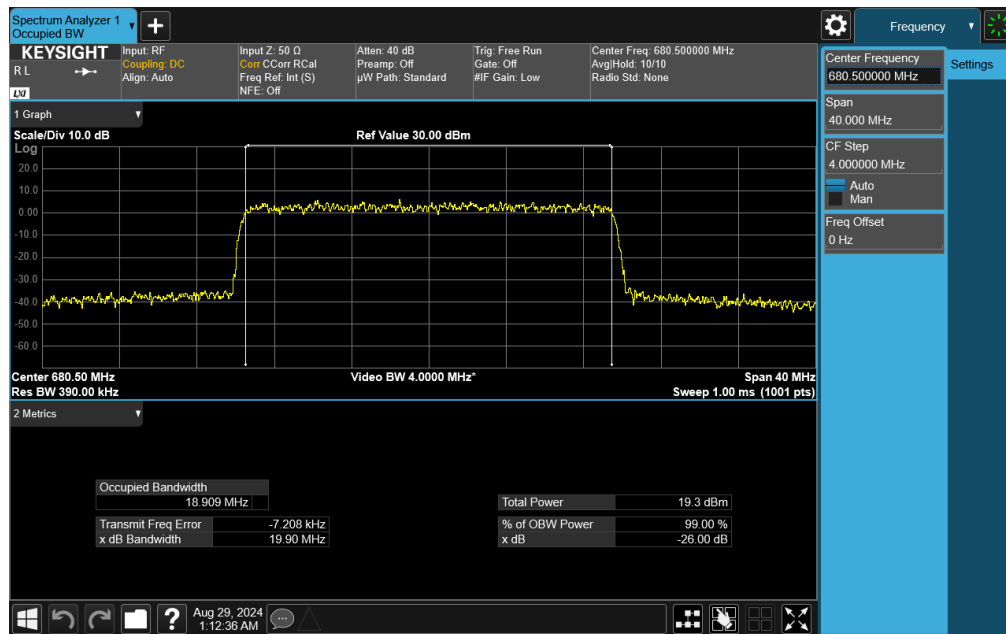 Spectrum Analyzer 1
Occupied BW
Frequency
KEYSIGHT
R L
LXI
Input: RF
Coupling: DC
Align: Auto
Input Z: 50 Ω
Corr CCorr RCal
Freq Ref: Int (S)
NFE: Off
Atten: 40 dB
Preamp: Off
µW Path: Standard
Trig: Free Run
Gate: Off
#IF Gain: Low
Center Freq: 680.500000 MHz
Avg|Hold: 10/10
Radio Std: None
Center Frequency
680.500000 MHz
Settings
Span
40.000 MHz
CF Step
4.000000 MHz
Auto
Man
Freq Offset
0 Hz
1 Graph
Scale/Div 10.0 dB
Ref Value 30.00 dBm
Log
20.0
10.0
0.00
-10.0
-20.0
-30.0
-40.0
-50.0
-60.0
Center 680.50 MHz
Video BW 4.0000 MHz*
Span 40 MHz
Res BW 390.00 kHz
Sweep 1.00 ms (1001 pts)
2 Metrics
Occupied Bandwidth
18.909 MHz
Total Power 19.3 dBm
Transmit Freq Error -7.208 kHz
% of OBW Power 99.00 %
x dB Bandwidth 19.90 MHz
x dB -26.00 dB
?
Aug 29, 2024
1:12:36 AM